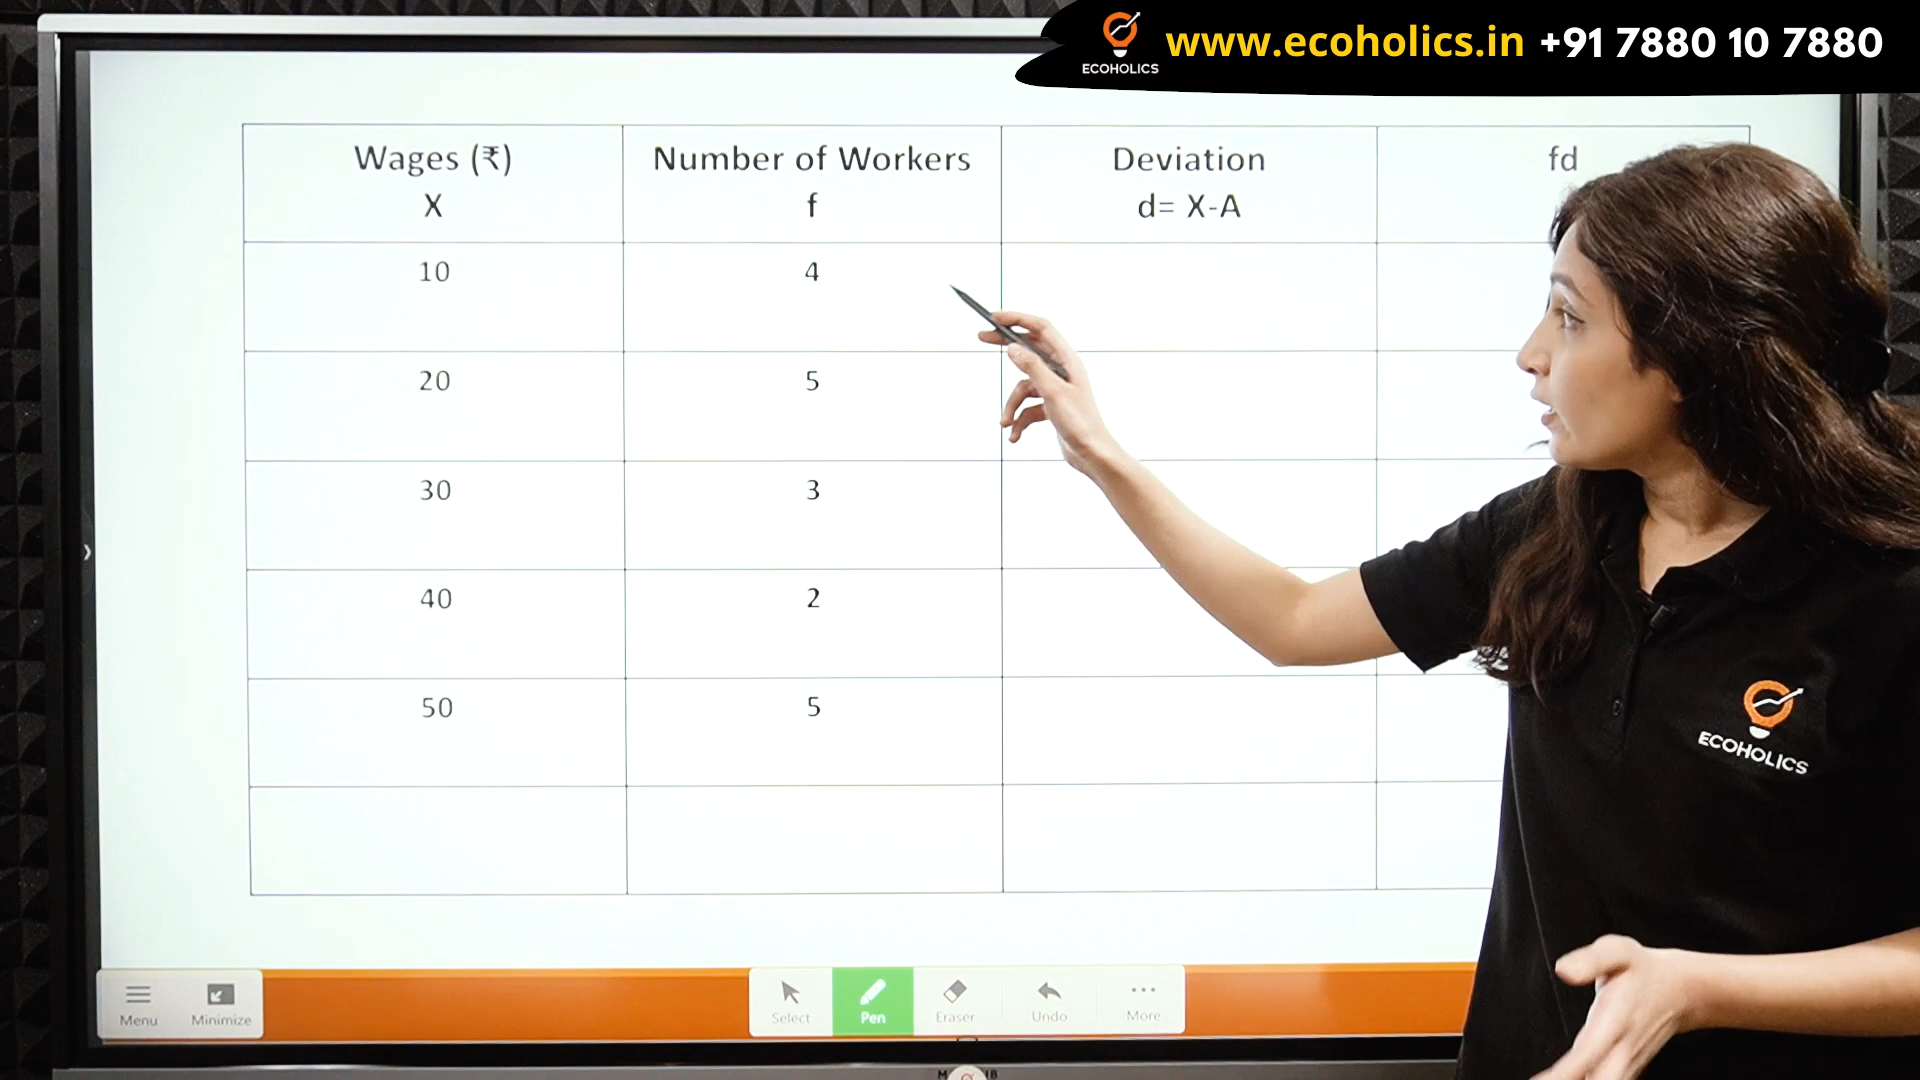 www.ecoholics.in +91 7880 10 7880
ECOHOLICS
Wages (₹) Number of Workers Deviation fd
X f d= X-A
10 4
20 5
30 3
40 2
50 5
ECOHOLICS
Menu Minimize Select Pen Eraser Undo More